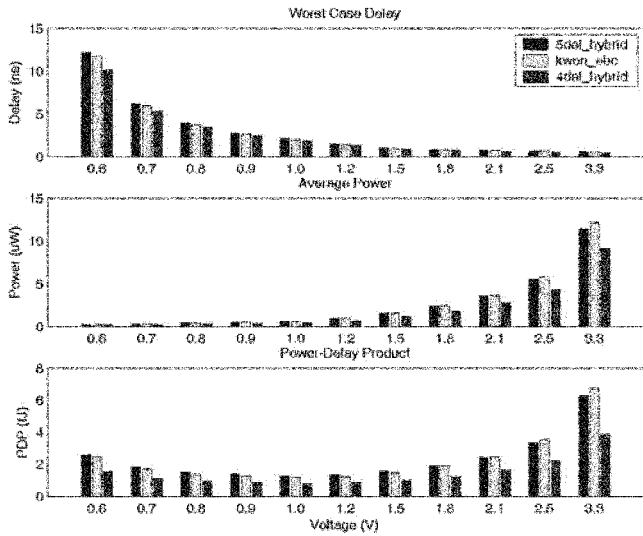 Worst Case Delay
15
10
5
0
Delay (ns)
5del_hybrid
kwon_ebc
4del_hybrid
0.6 0.7 0.8 0.9 1.0 1.2 1.5 1.8 2.1 2.5 3.3
Average Power
15
10
5
0
Power (uW)
0.6 0.7 0.8 0.9 1.0 1.2 1.5 1.8 2.1 2.5 3.3
Power-Delay Product
8
6
4
2
0
PDP (fJ)
0.6 0.7 0.8 0.9 1.0 1.2 1.5 1.8 2.1 2.5 3.3
Voltage (V)